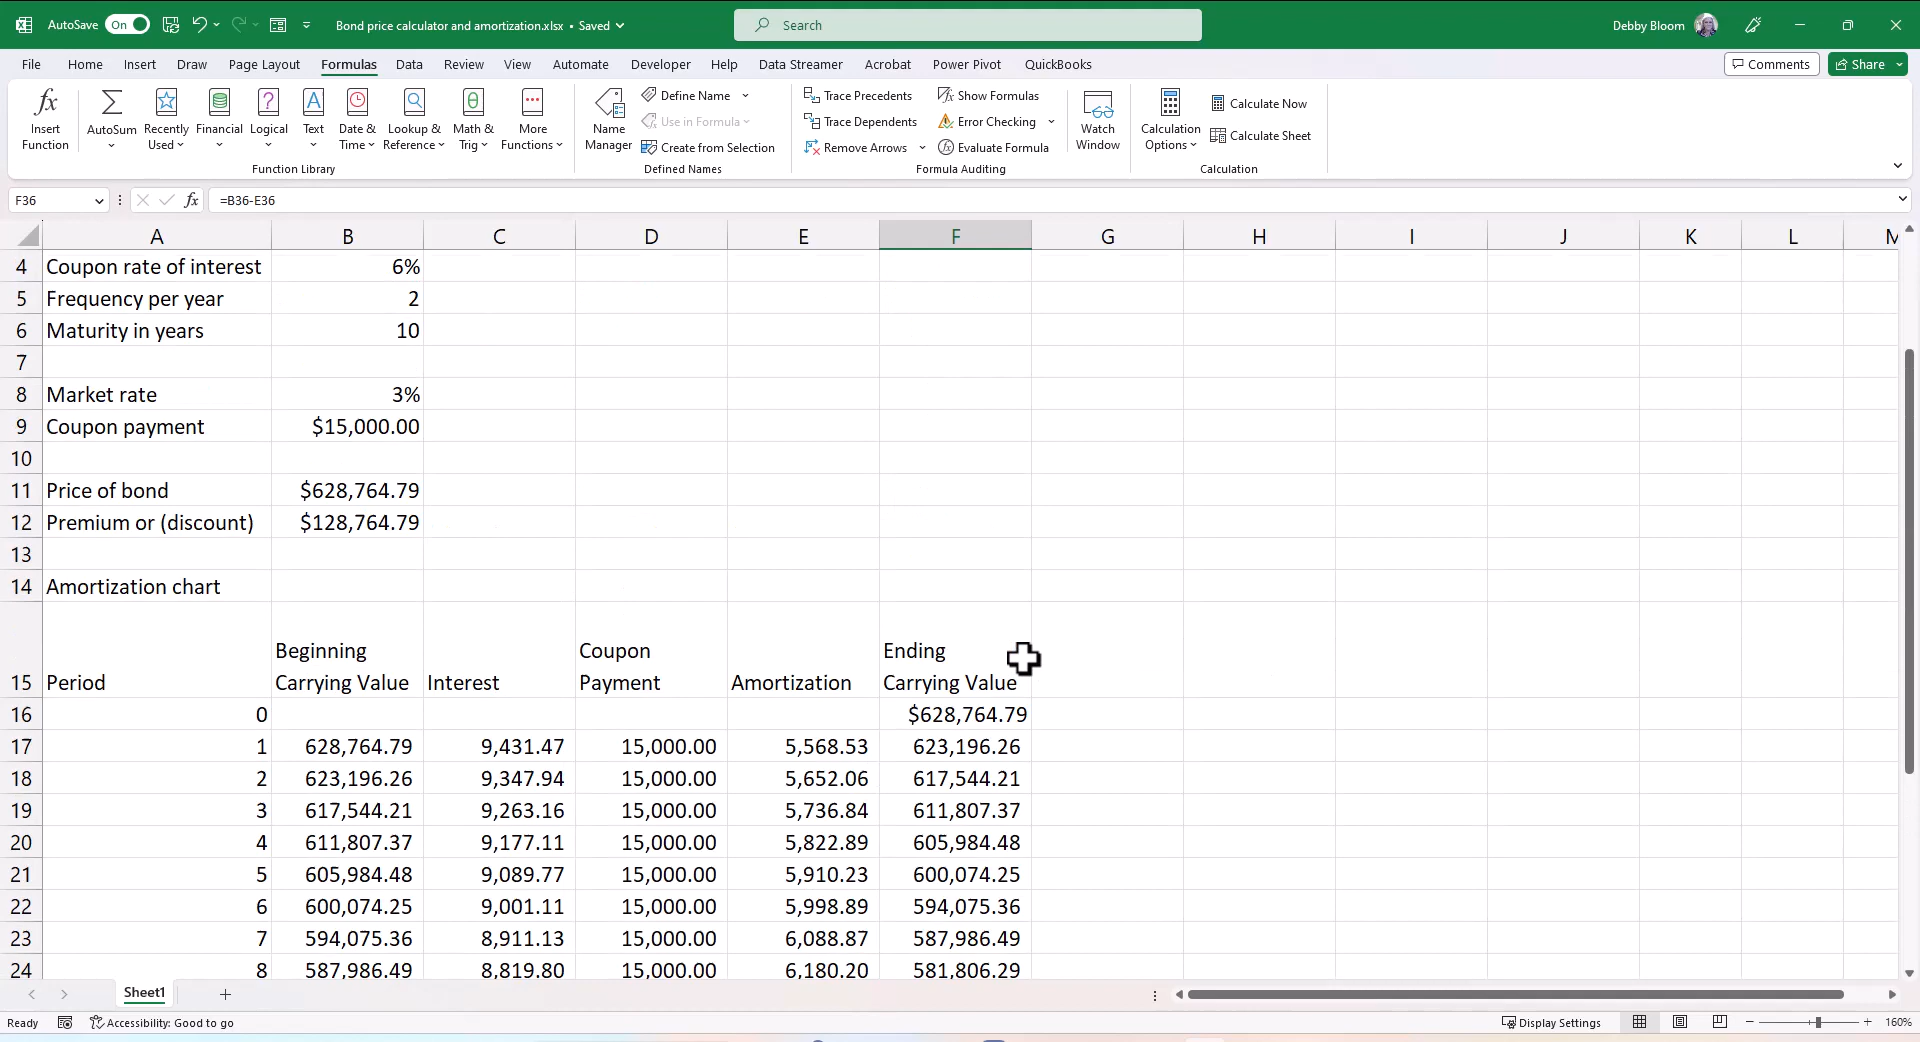 AutoSave On Bond price calculator and amortization.xlsx • Saved Search Debby Bloom
File Home Insert Draw Page Layout Formulas Data Review View Automate Developer Help Data Streamer Acrobat Power Pivot QuickBooks Comments Share
Insert Function
AutoSum
Recently Used
Financial
Logical
Text
Date & Time
Lookup & Reference
Math & Trig
More Functions
Function Library
Name Manager
Define Name
Use in Formula
Create from Selection
Defined Names
Trace Precedents
Trace Dependents
Remove Arrows
Show Formulas
Error Checking
Evaluate Formula
Formula Auditing
Watch Window
Calculation Options
Calculate Now
Calculate Sheet
Calculation
F36 fx =B36-E36
A B C D E F G H I J K L M
4 Coupon rate of interest 6%
5 Frequency per year 2
6 Maturity in years 10
7
8 Market rate 3%
9 Coupon payment $15,000.00
10
11 Price of bond $628,764.79
12 Premium or (discount) $128,764.79
13
14 Amortization chart
Beginning Coupon Ending
15 Period Carrying Value Interest Payment Amortization Carrying Value
16 0 $628,764.79
17 1 628,764.79 9,431.47 15,000.00 5,568.53 623,196.26
18 2 623,196.26 9,347.94 15,000.00 5,652.06 617,544.21
19 3 617,544.21 9,263.16 15,000.00 5,736.84 611,807.37
20 4 611,807.37 9,177.11 15,000.00 5,822.89 605,984.48
21 5 605,984.48 9,089.77 15,000.00 5,910.23 600,074.25
22 6 600,074.25 9,001.11 15,000.00 5,998.89 594,075.36
23 7 594,075.36 8,911.13 15,000.00 6,088.87 587,986.49
24 8 587,986.49 8,819.80 15,000.00 6,180.20 581,806.29
Sheet1
Ready Accessibility: Good to go Display Settings 160%